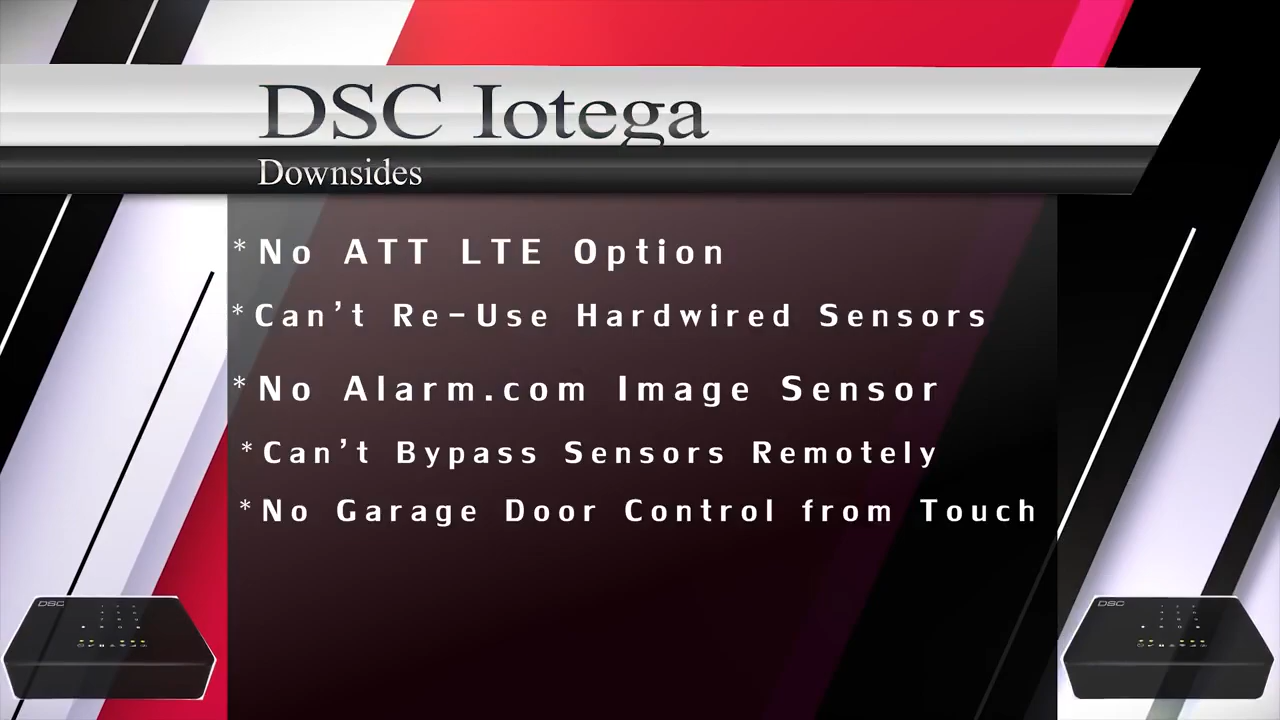 DSC Iotega
Downsides
*No ATT LTE Option
*Can't Re-Use Hardwired Sensors
*No Alarm.com Image Sensor
*Can't Bypass Sensors Remotely
*No Garage Door Control from Touch
DSC
DSC